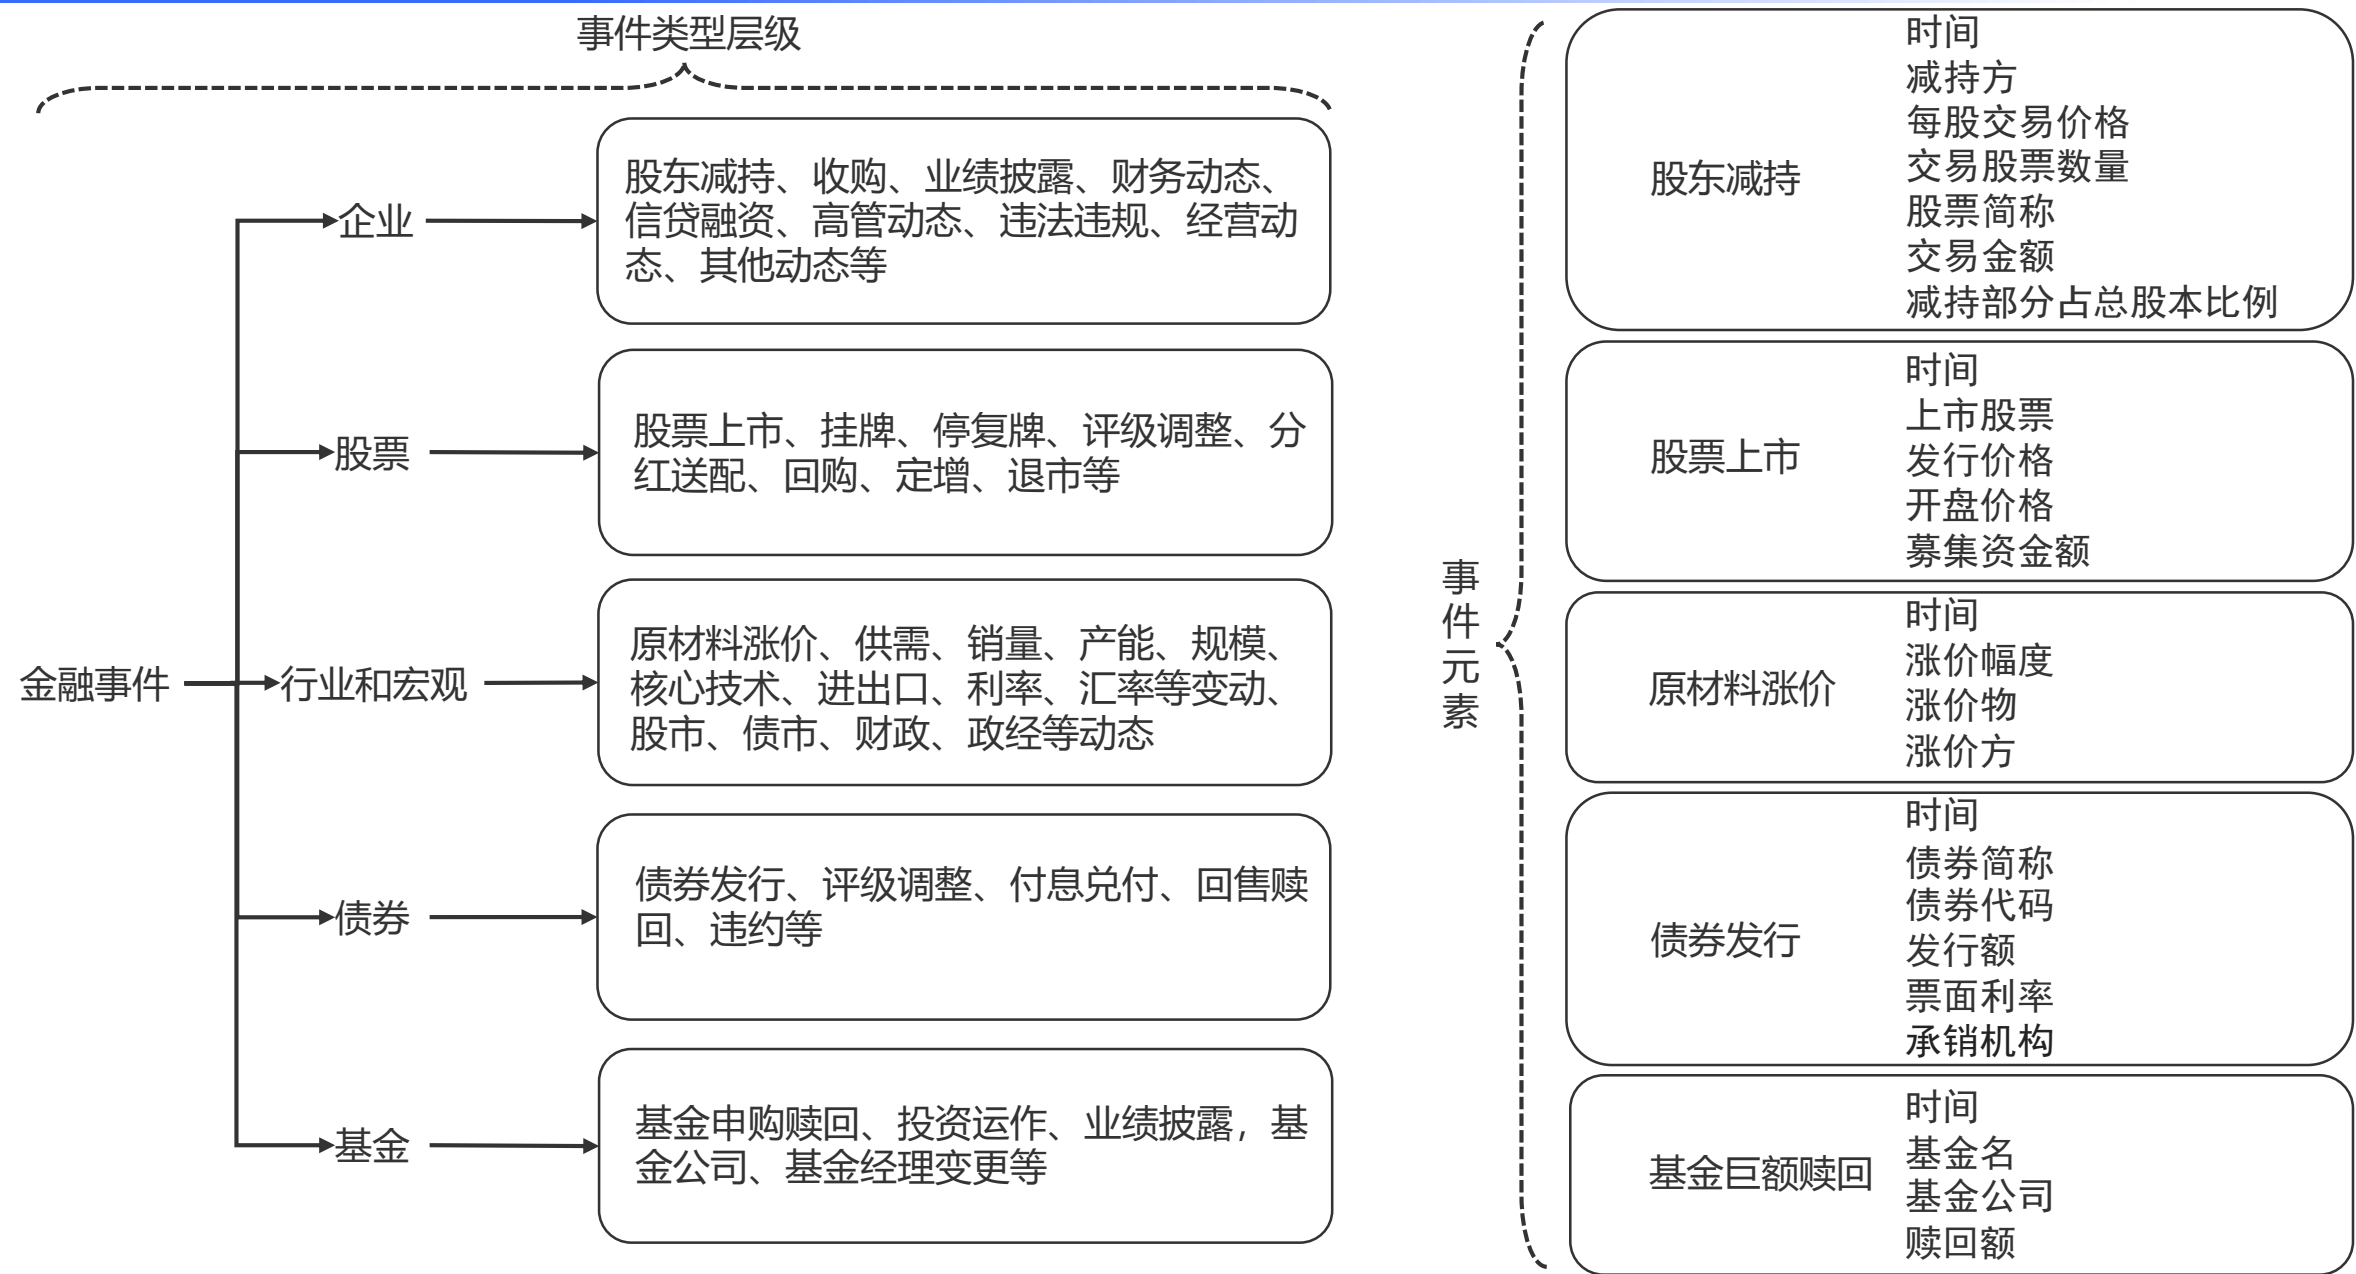 事件类型层级
金融事件
企业
股东减持、收购、业绩披露、财务动态、
信贷融资、高管动态、违法违规、经营动
态、其他动态等
股票
股票上市、挂牌、停复牌、评级调整、分
红送配、回购、定增、退市等
行业和宏观
原材料涨价、供需、销量、产能、规模、
核心技术、进出口、利率、汇率等变动、
股市、债市、财政、政经等动态
债券
债券发行、评级调整、付息兑付、回售赎
回、违约等
基金
基金申购赎回、投资运作、业绩披露，基
金公司、基金经理变更等
事
件
元
素
股东减持
时间
减持方
每股交易价格
交易股票数量
股票简称
交易金额
减持部分占总股本比例
股票上市
时间
上市股票
发行价格
开盘价格
募集资金额
原材料涨价
时间
涨价幅度
涨价物
涨价方
债券发行
时间
债券简称
债券代码
发行额
票面利率
承销机构
基金巨额赎回
时间
基金名
基金公司
赎回额